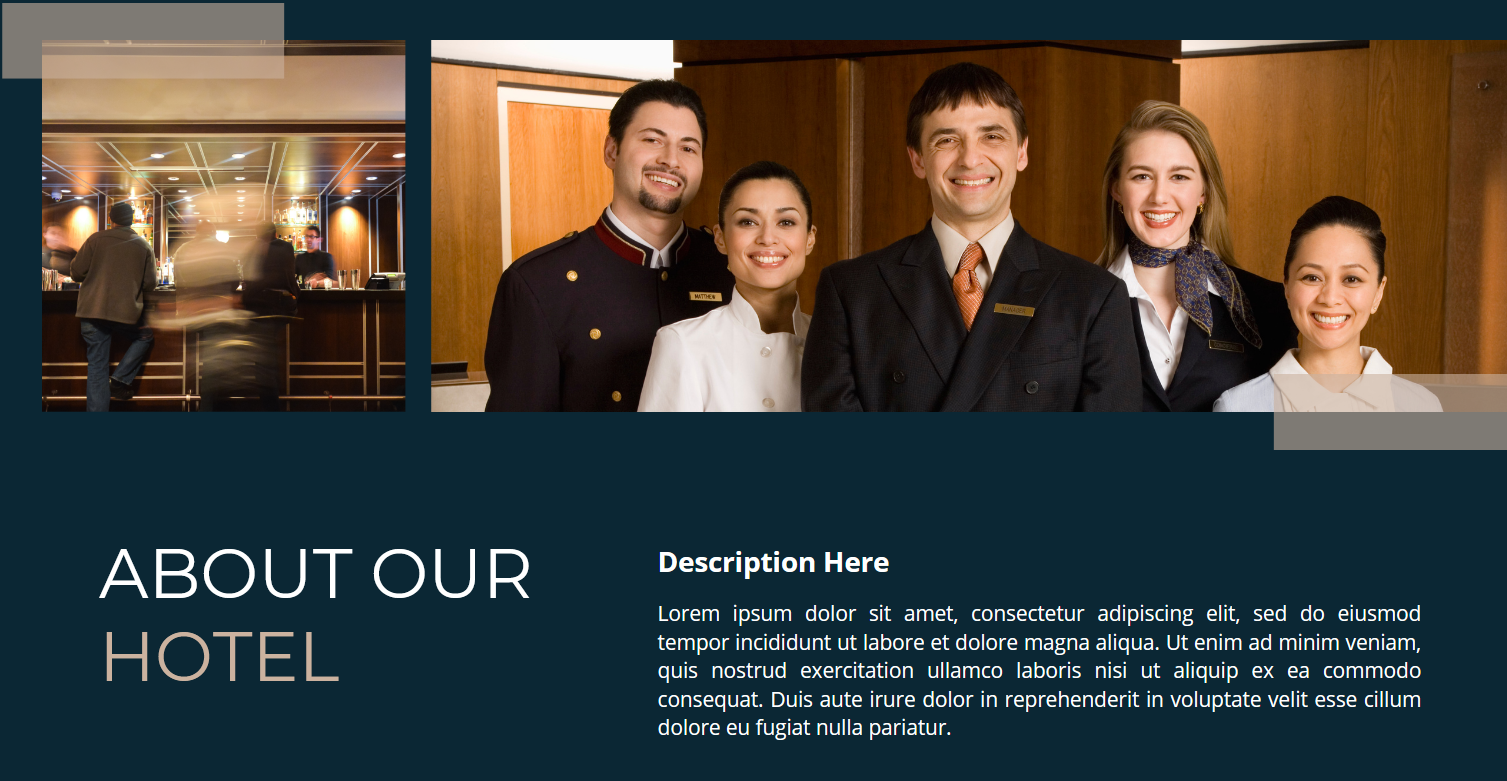 MATTHEW
MANAGER
ABOUT OUR
HOTEL
Description Here
Lorem ipsum dolor sit amet, consectetur adipiscing elit, sed do eiusmod
tempor incididunt ut labore et dolore magna aliqua. Ut enim ad minim veniam,
quis nostrud exercitation ullamco laboris nisi ut aliquip ex ea commodo
consequat. Duis aute irure dolor in reprehenderit in voluptate velit esse cillum
dolore eu fugiat nulla pariatur.